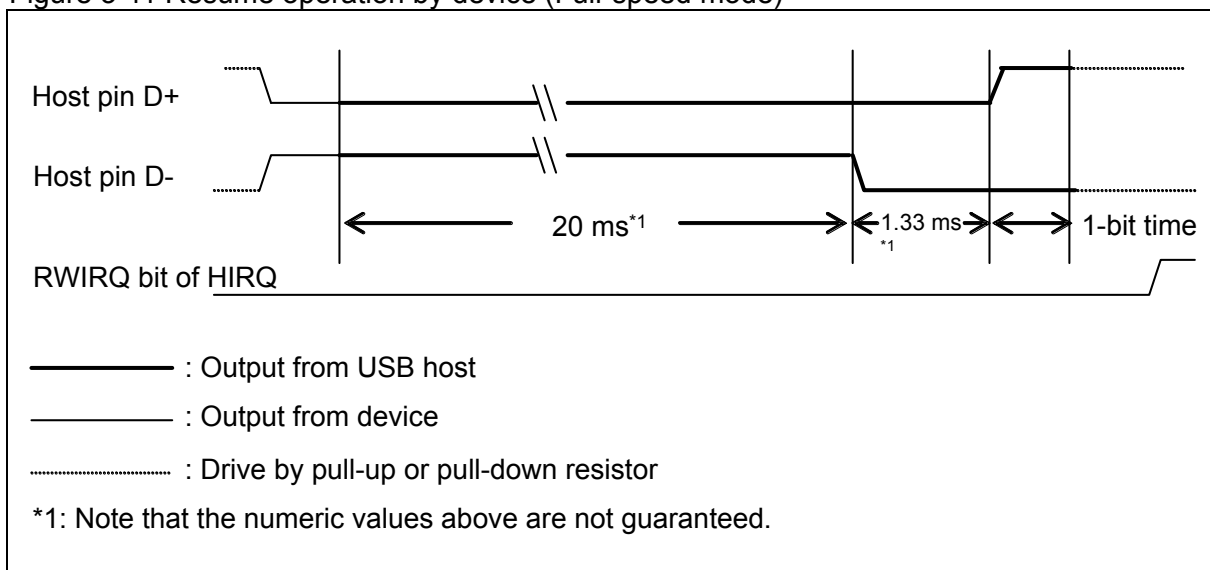 Figure 3-17. Resume operation by device (Full-speed mode)
Host pin D+
Host pin D-
20 ms*1
1.33 ms
*1
1-bit time
RWIRQ bit of HIRQ
: Output from USB host
: Output from device
: Drive by pull-up or pull-down resistor
*1: Note that the numeric values above are not guaranteed.